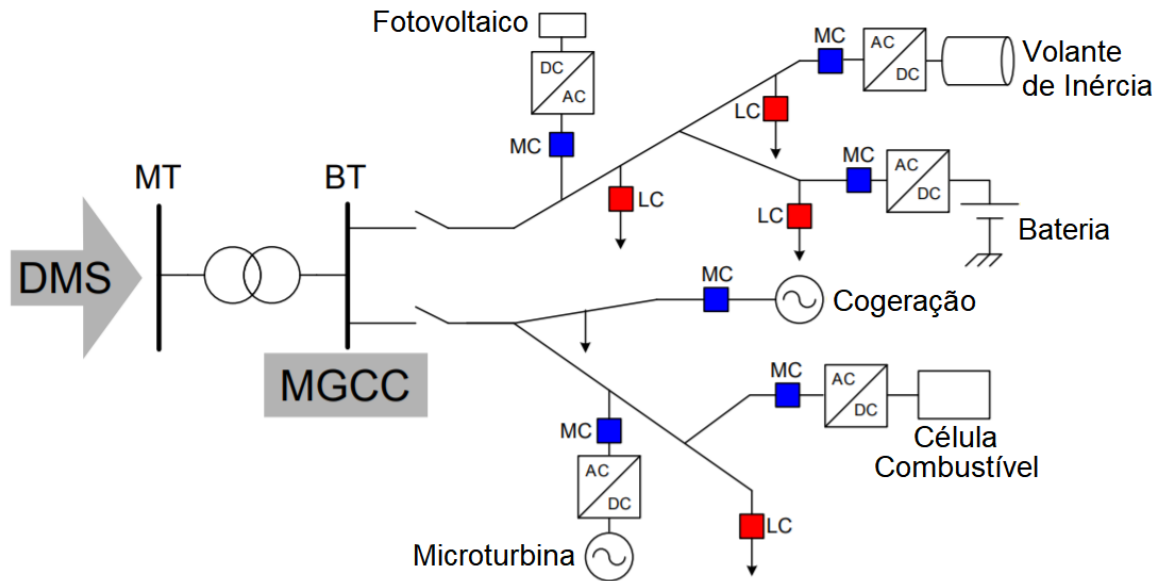 Fotovoltaico
DC
AC
MC
LC
MC
AC
DC
Volante
de Inércia
LC
MC
AC
DC
LC
Bateria
MT
BT
DMS
MGCC
MC
Cogeração
MC
AC
DC
Célula
Combustível
MC
AC
DC
Microturbina
LC